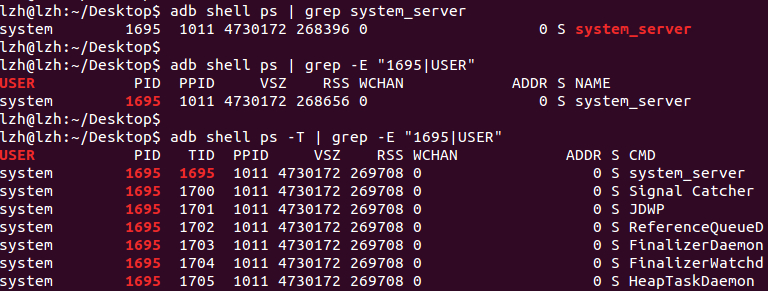 lzh@lzh:~/Desktop$ adb shell ps | grep system_server
system 1695 1011 4730172 268396 0 0 S system_server
lzh@lzh:~/Desktop$
lzh@lzh:~/Desktop$ adb shell ps | grep -E "1695|USER"
USER PID PPID VSZ RSS WCHAN ADDR S NAME
system 1695 1011 4730172 268656 0 0 S system_server
lzh@lzh:~/Desktop$
lzh@lzh:~/Desktop$ adb shell ps -T | grep -E "1695|USER"
USER PID TID PPID VSZ RSS WCHAN ADDR S CMD
system 1695 1695 1011 4730172 269708 0 0 S system_server
system 1695 1700 1011 4730172 269708 0 0 S Signal Catcher
system 1695 1701 1011 4730172 269708 0 0 S JDWP
system 1695 1702 1011 4730172 269708 0 0 S ReferenceQueueD
system 1695 1703 1011 4730172 269708 0 0 S FinalizerDaemon
system 1695 1704 1011 4730172 269708 0 0 S FinalizerWatchd
system 1695 1705 1011 4730172 269708 0 0 S HeapTaskDaemon